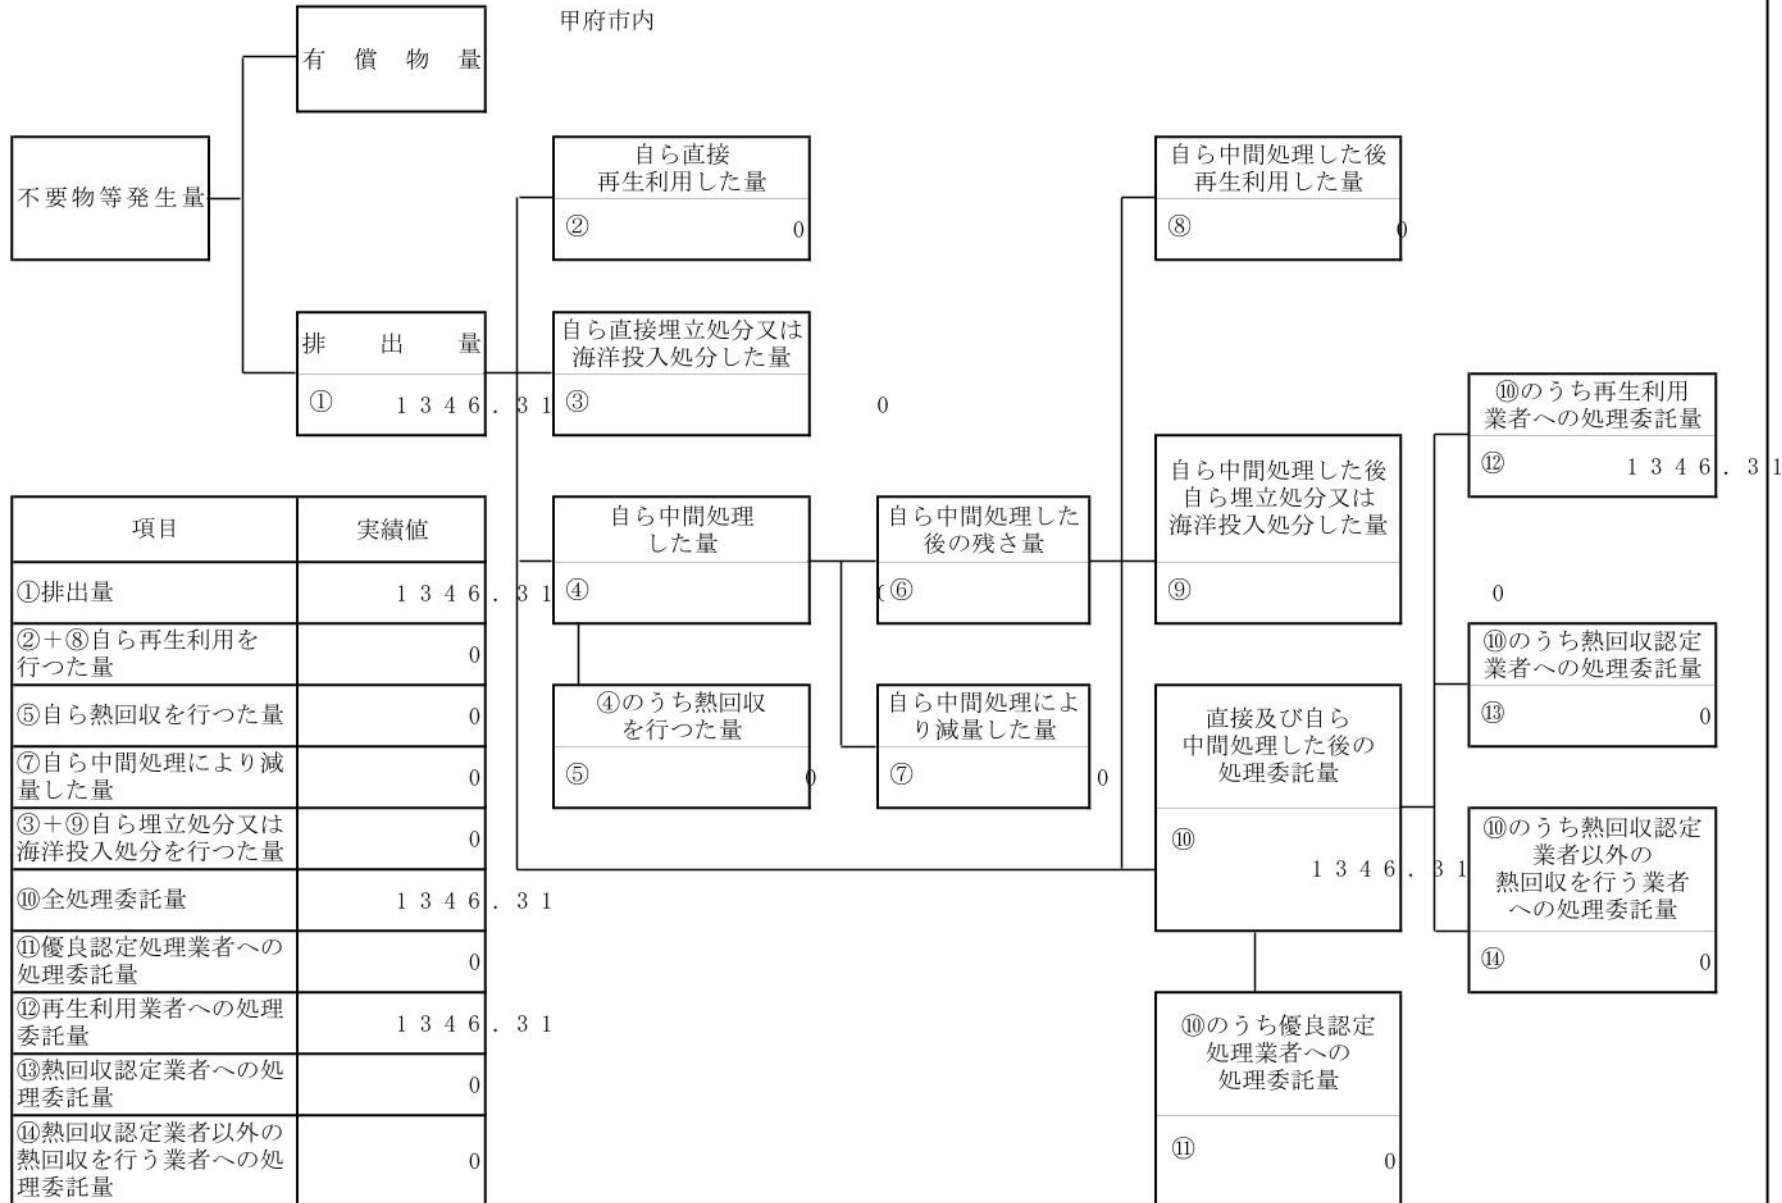 甲府市内
有償物量
不要物等発生量
自ら直接
再生利用した量
② 0
自ら中間処理した後
再生利用した量
⑧ 0
排出量
① 1346.31
自ら直接埋立処分又は
海洋投入処分した量
③ 0
⑩のうち再生利用
業者への処理委託量
⑫ 1346.31
自ら中間処理
した量
④
自ら中間処理した
後の残さ量
⑥
自ら中間処理した後
自ら埋立処分又は
海洋投入処分した量
⑨ 0
④のうち熱回収
を行つた量
⑤ 0
自ら中間処理によ
り減量した量
⑦ 0
直接及び自ら
中間処理した後の
処理委託量
⑩ 1346.31
⑩のうち熱回収認定
業者への処理委託量
⑬ 0
⑩のうち熱回収認定
業者以外の
熱回収を行う業者
への処理委託量
⑭ 0
⑩のうち優良認定
処理業者への
処理委託量
⑪ 0
項目 実績値
①排出量 1346.31
②+⑧自ら再生利用を
行つた量 0
⑤自ら熱回収を行つた量 0
⑦自ら中間処理により減
量した量 0
③+⑨自ら埋立処分又は
海洋投入処分を行つた量 0
⑩全処理委託量 1346.31
⑪優良認定処理業者への
処理委託量 0
⑫再生利用業者への処理
委託量 1346.31
⑬熱回収認定業者への処
理委託量 0
⑭熱回収認定業者以外の
熱回収を行う業者への処
理委託量 0